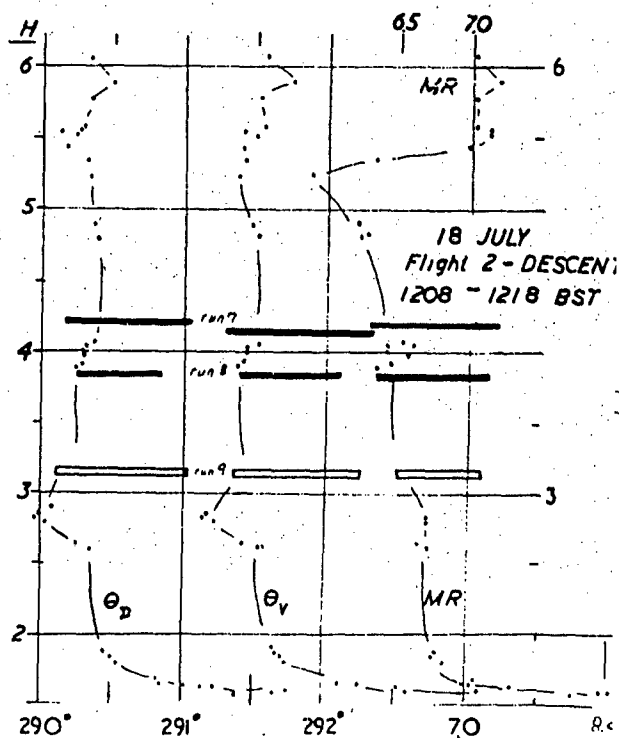 H 6.5 7.0
6 MR 6
5
18 JULY
Flight 2 - DESCENT
1208 - 1218 BST
run 7
4
run 8
run 9
3 3
θD θV MR
2
290° 291° 292° 7.0